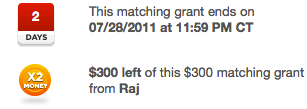 2
DAYS
This matching grant ends on
07/28/2011 at 11:59 PM CT
X2
MONEY
$300 left of this $300 matching grant
from Raj